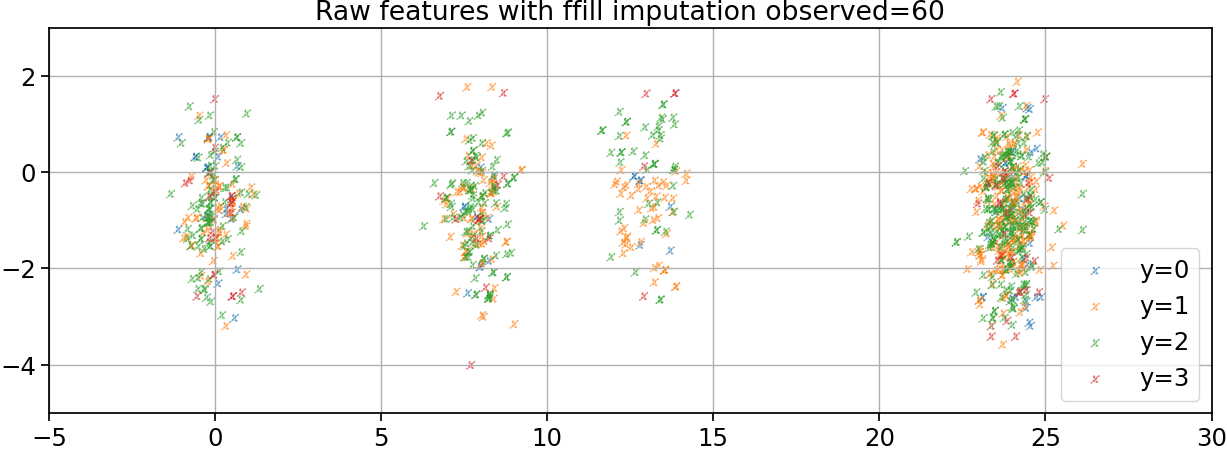 Raw features with ffill imputation observed=60
2
0
−2
−4
−5
0
5
10
15
20
25
30
y=0
y=1
y=2
y=3